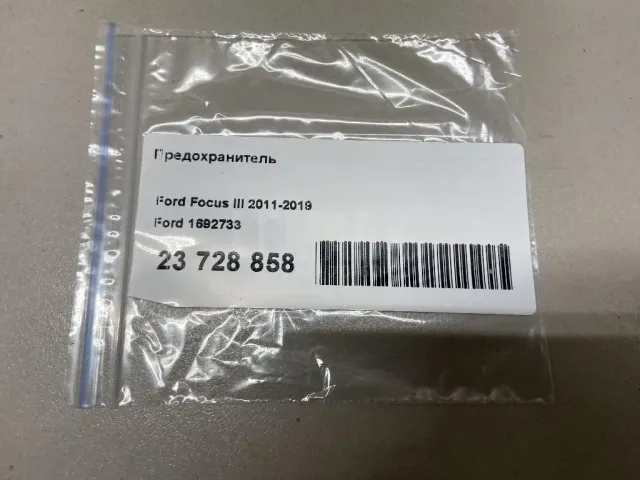 Предохранитель
Ford Focus III 2011-2019
Ford 1692733
23 728 858